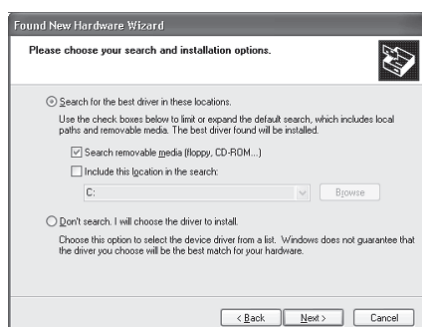 Found New Hardware Wizard
Please choose your search and installation options.
Search for the best driver in these locations.
Use the check boxes below to limit or expand the default search, which includes local
paths and removable media. The best driver found will be installed.
Search removable media (floppy, CD-ROM...)
Include this location in the search:
C:
Browse
Don't search. I will choose the driver to install.
Choose this option to select the device driver from a list. Windows does not guarantee that
the driver you choose will be the best match for your hardware.
< Back Next > Cancel